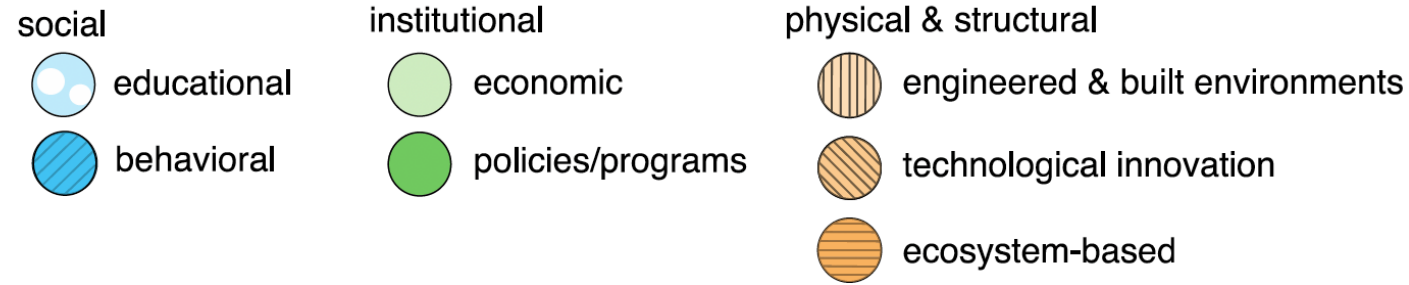 social
educational
behavioral
institutional
economic
policies/programs
physical & structural
engineered & built environments
technological innovation
ecosystem-based